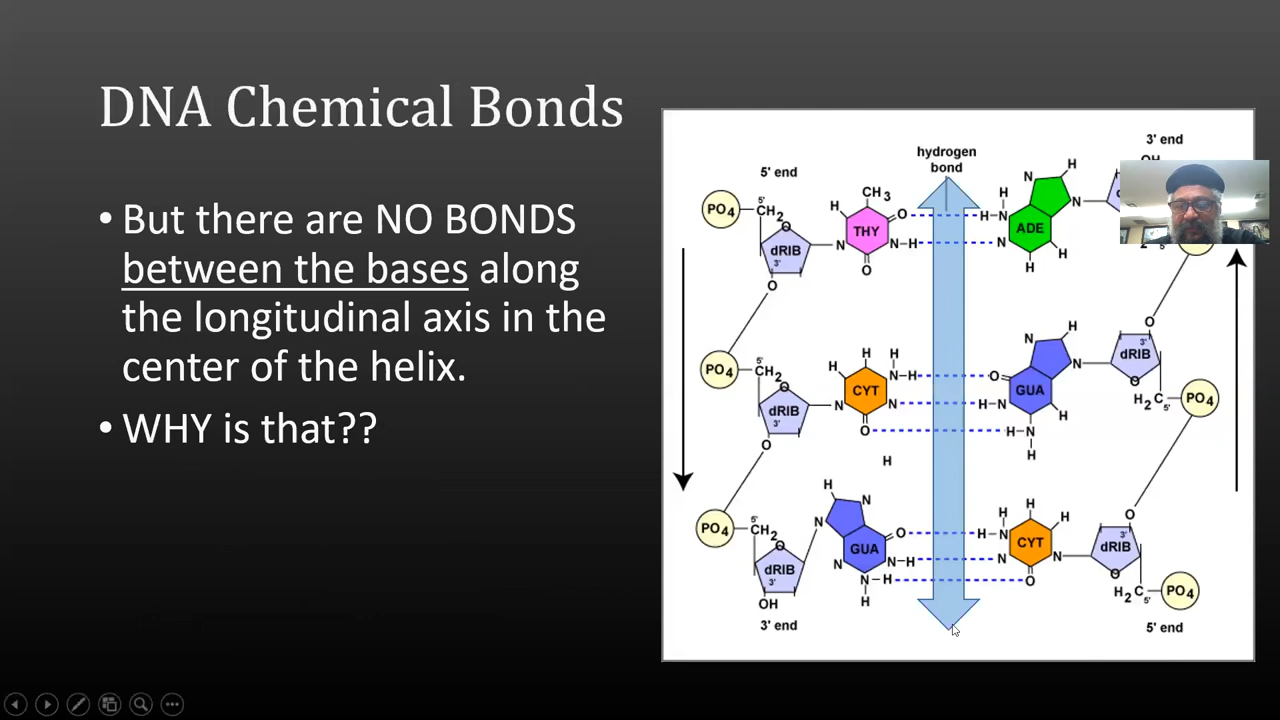 DNA Chemical Bonds
• But there are NO BONDS
between the bases along
the longitudinal axis in the
center of the helix.
• WHY is that??
3' end
hydrogen
bond
5' end
OH
PO4
5'
CH2
O
dRIB
3'
O
H
CH3
THY
N
O
N-H
O
H
H-N
N
ADE
N
H
N
H
H
PO4
5'
CH2
O
dRIB
3'
O
H
H
H
N-H
CYT
N
N
O
O
H-N
H-N
H
GUA
N
H
N
H
O
3'
dRIB
O
H2C
5'
PO4
H
PO4
5'
CH2
O
dRIB
3'
OH
3' end
H
N
N
GUA
N
O
N-H
N-H
H
H
H-N
N
O
H
H
CYT
N
O
3'
dRIB
O
H2C
5'
PO4
5' end